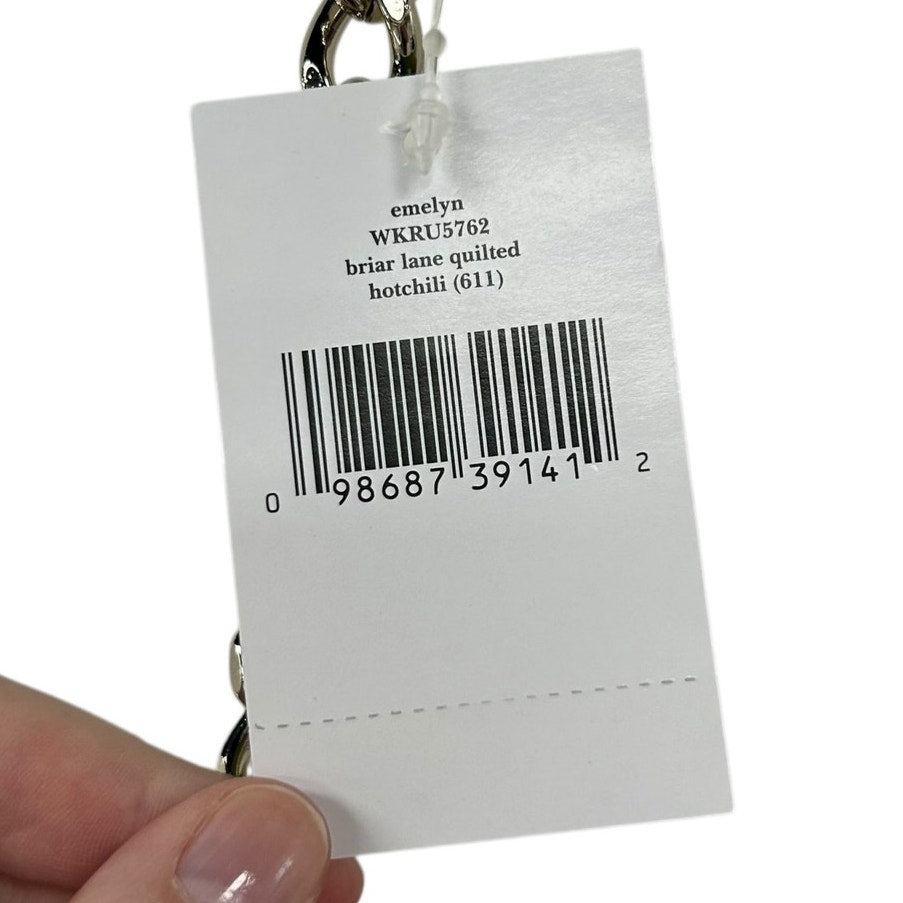 emelyn
WKRU5762
briar lane quilted
hotchili (611)
0 98687 39141 2